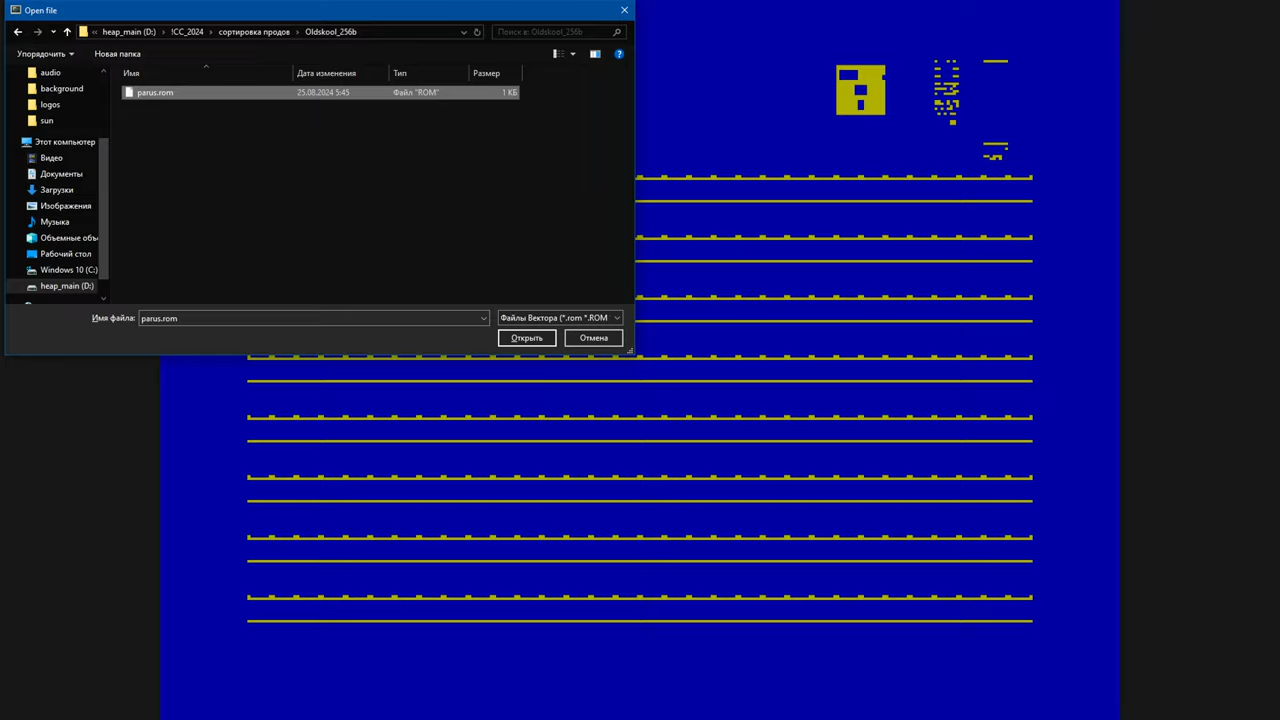 Open file
« heap_main (D:) › !CC_2024 › сортировка продов › Oldskool_256b
Поиск в: Oldskool_256b
Упорядочить
Новая папка
Имя
Дата изменения
Тип
Размер
parus.rom
25.08.2024 5:45
Файл "ROM"
1 КБ
audio
background
logos
sun
Этот компьютер
Видео
Документы
Загрузки
Изображения
Музыка
Объемные объ
Рабочий стол
Windows 10 (C:)
heap_main (D:)
Имя файла:
parus.rom
Файлы Вектора (*.rom *.ROM
Открыть
Отмена